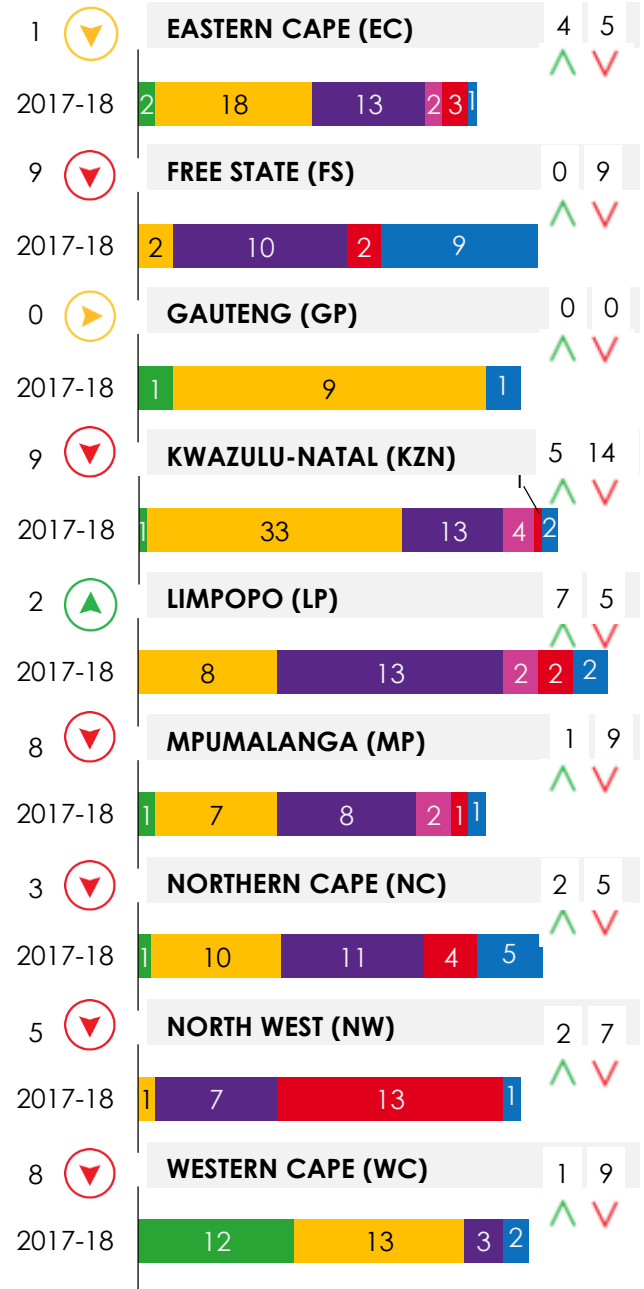 1 EASTERN CAPE (EC) 4 5
2017-18 2 18 13 2 3 1
9 FREE STATE (FS) 0 9
2017-18 2 10 2 9
0 GAUTENG (GP) 0 0
2017-18 1 9 1
9 KWAZULU-NATAL (KZN) 5 14
1
2017-18 1 33 13 4 2
2 LIMPOPO (LP) 7 5
2017-18 8 13 2 2 2
8 MPUMALANGA (MP) 1 9
2017-18 1 7 8 2 1 1
3 NORTHERN CAPE (NC) 2 5
2017-18 1 10 11 4 5
5 NORTH WEST (NW) 2 7
2017-18 1 7 13 1
8 WESTERN CAPE (WC) 1 9
2017-18 12 13 3 2